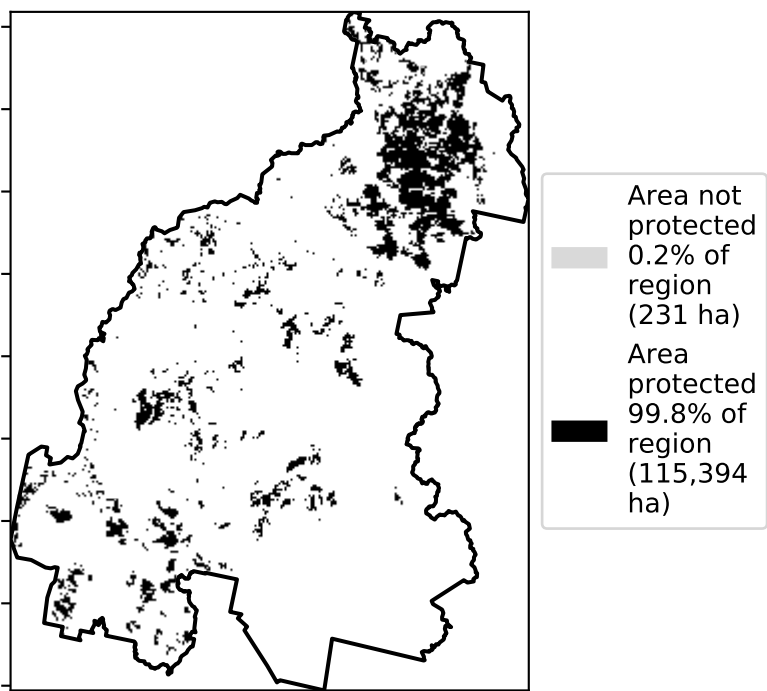 Area not
protected
0.2% of
region
(231 ha)
Area
protected
99.8% of
region
(115,394
ha)